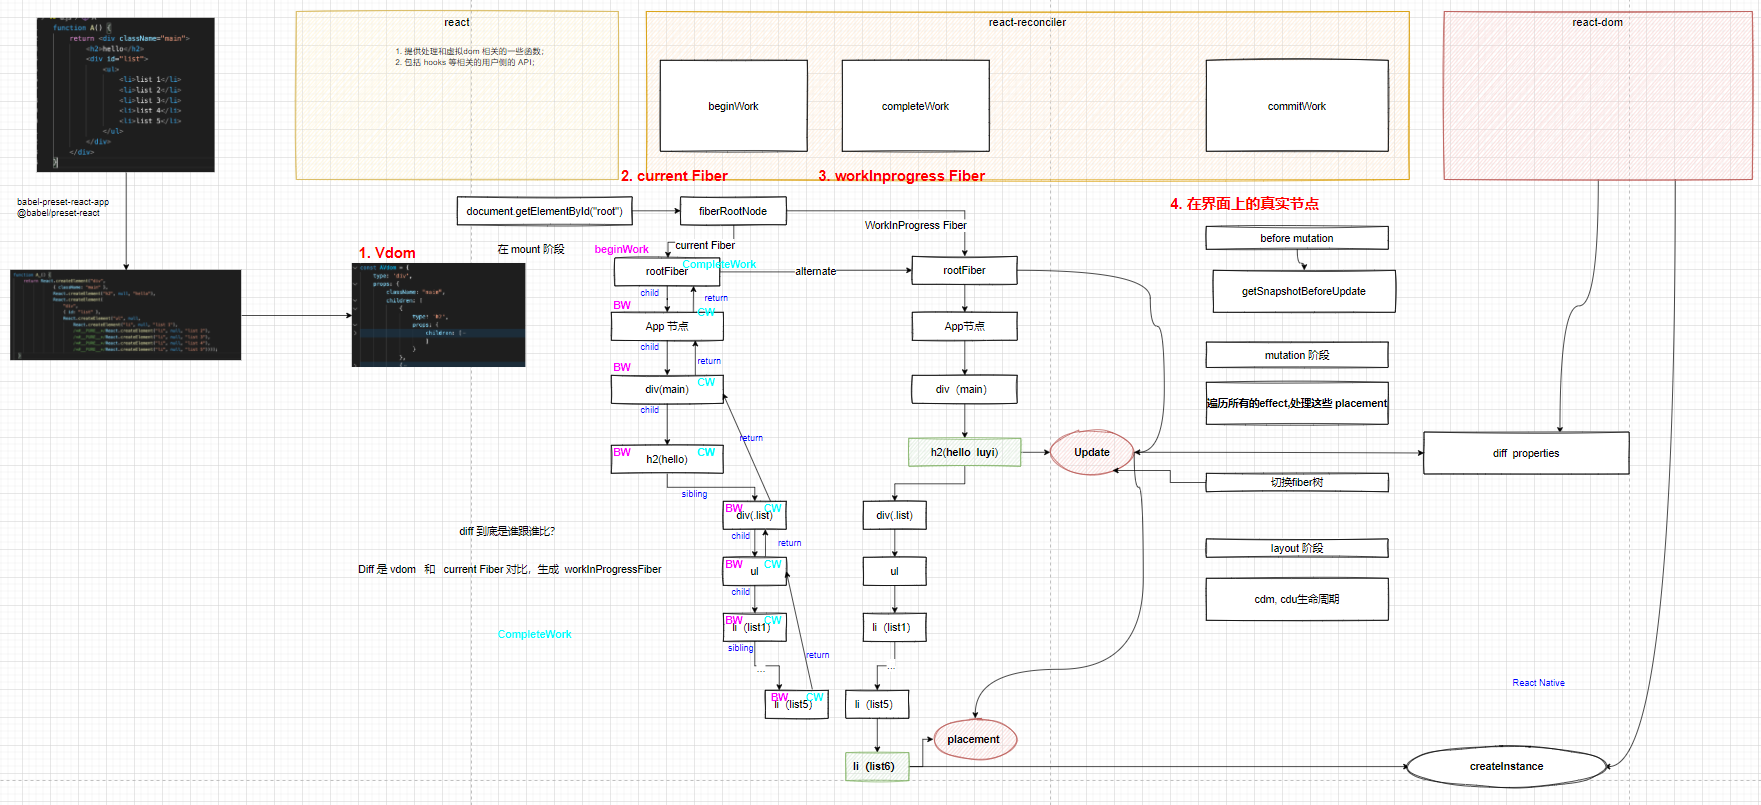 function A() {
return <div className="main">
<h2>hello</h2>
<div id="list">
<ul>
<li>list 1</li>
<li>list 2</li>
<li>list 3</li>
<li>list 4</li>
<li>list 5</li>
</ul>
</div>
</div>
}
babel-preset-react-app
@babel/preset-react
react
1. 提供处理和虚拟dom 相关的一些函数；
2. 包括 hooks 等相关的用户侧的 API；
react-reconciler
beginWork
completeWork
commitWork
react-dom
1. Vdom
const AVdom = {
type: 'div',
props: {
className: "main",
children: [
{
type: 'h2',
props: {
children: [
}
}
},
2. current Fiber
3. workInprogress Fiber
4. 在界面上的真实节点
document.getElementById("root")
fiberRootNode
WorkInProgress Fiber
current Fiber
在 mount 阶段
beginWork
CompleteWork
rootFiber
alternate
rootFiber
child
return
BW
CW
App 节点
App节点
child
return
BW
CW
div(main)
div（main）
child
return
BW
CW
h2(hello)
h2(hello luyi)
Update
sibling
BW
CW
div(.list)
div(.list)
child
return
BW
CW
ul
ul
child
BW
CW
li（list1）
li（list1）
sibling
return
...
...
BW
CW
li（list5）
li（list5）
placement
li（list6）
diff 到底是谁跟谁比?
Diff 是 vdom 和 current Fiber 对比，生成 workInProgressFiber
CompleteWork
before mutation
getSnapshotBeforeUpdate
mutation 阶段
遍历所有的effect,处理这些 placement
切换fiber树
layout 阶段
cdm, cdu生命周期
diff properties
React Native
createInstance